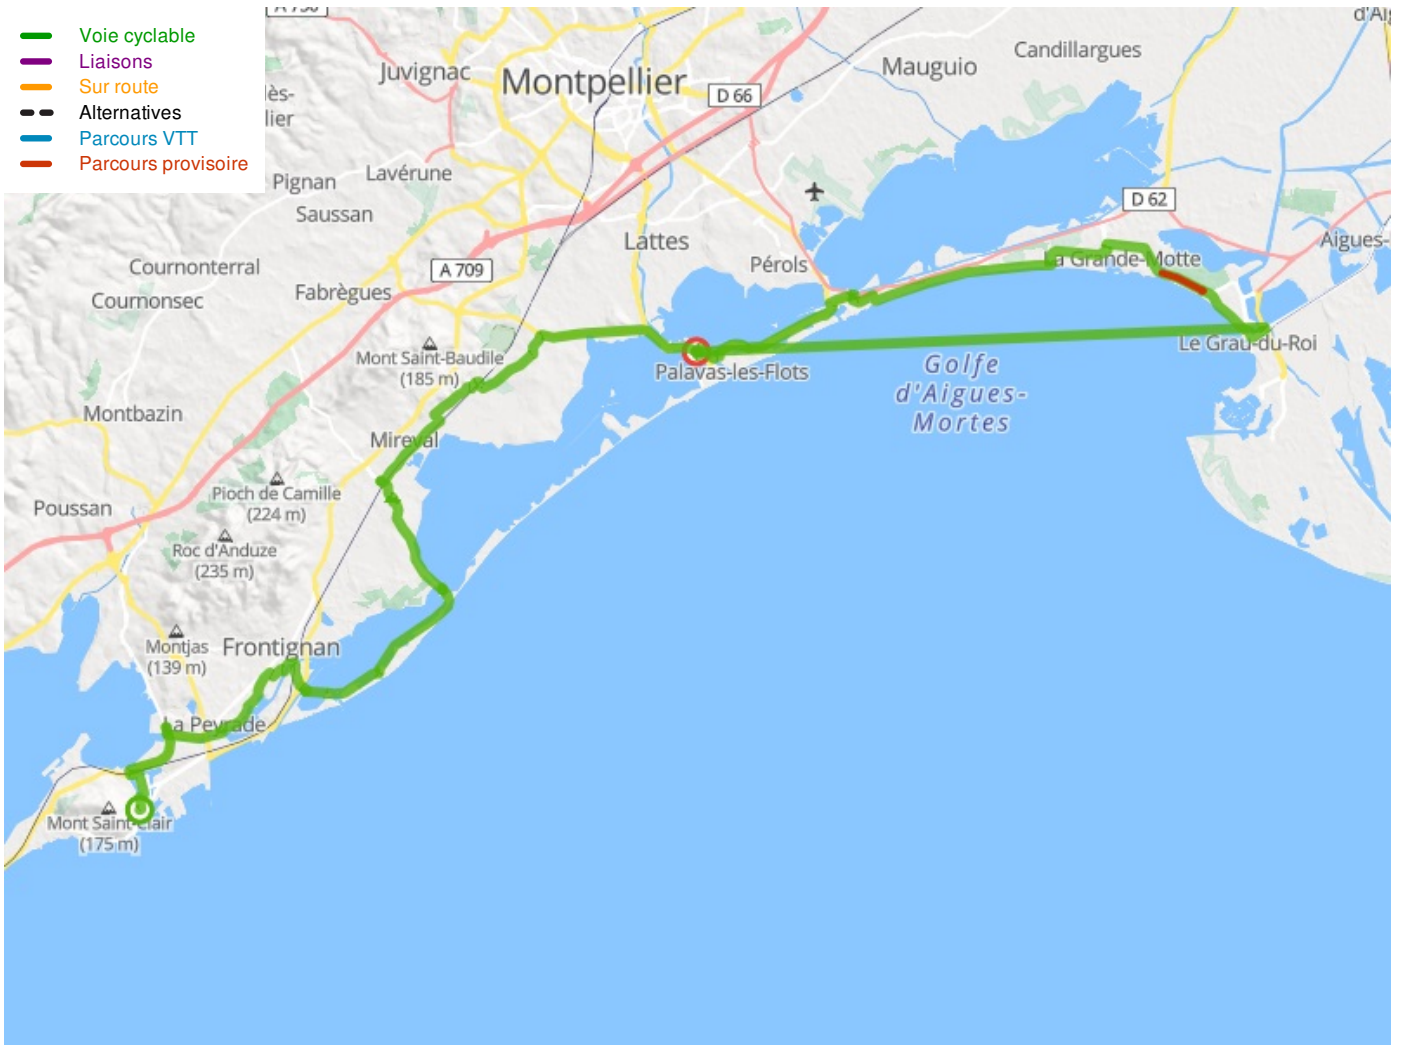 Voie cyclable
Liaisons
Sur route
Alternatives
Parcours VTT
Parcours provisoire
Juvignac
Montpellier
D 66
Mauguio
Candillargues
Pignan
Lavérune
Saussan
D 62
Lattes
Pérols
Aigues-
Cournonterral
A 709
La Grande-Motte
Cournonsec
Fabrègues
Mont Saint-Baudile
(185 m)
Palavas-les-Flots
Le Grau-du-Roi
Golfe
d'Aigues-
Mortes
Montbazin
Mireval
Poussan
Pioch de Camille
(224 m)
Roc d'Anduze
(235 m)
Montjas
(139 m)
Frontignan
La Peyrade
Mont Saint-Clair
(175 m)